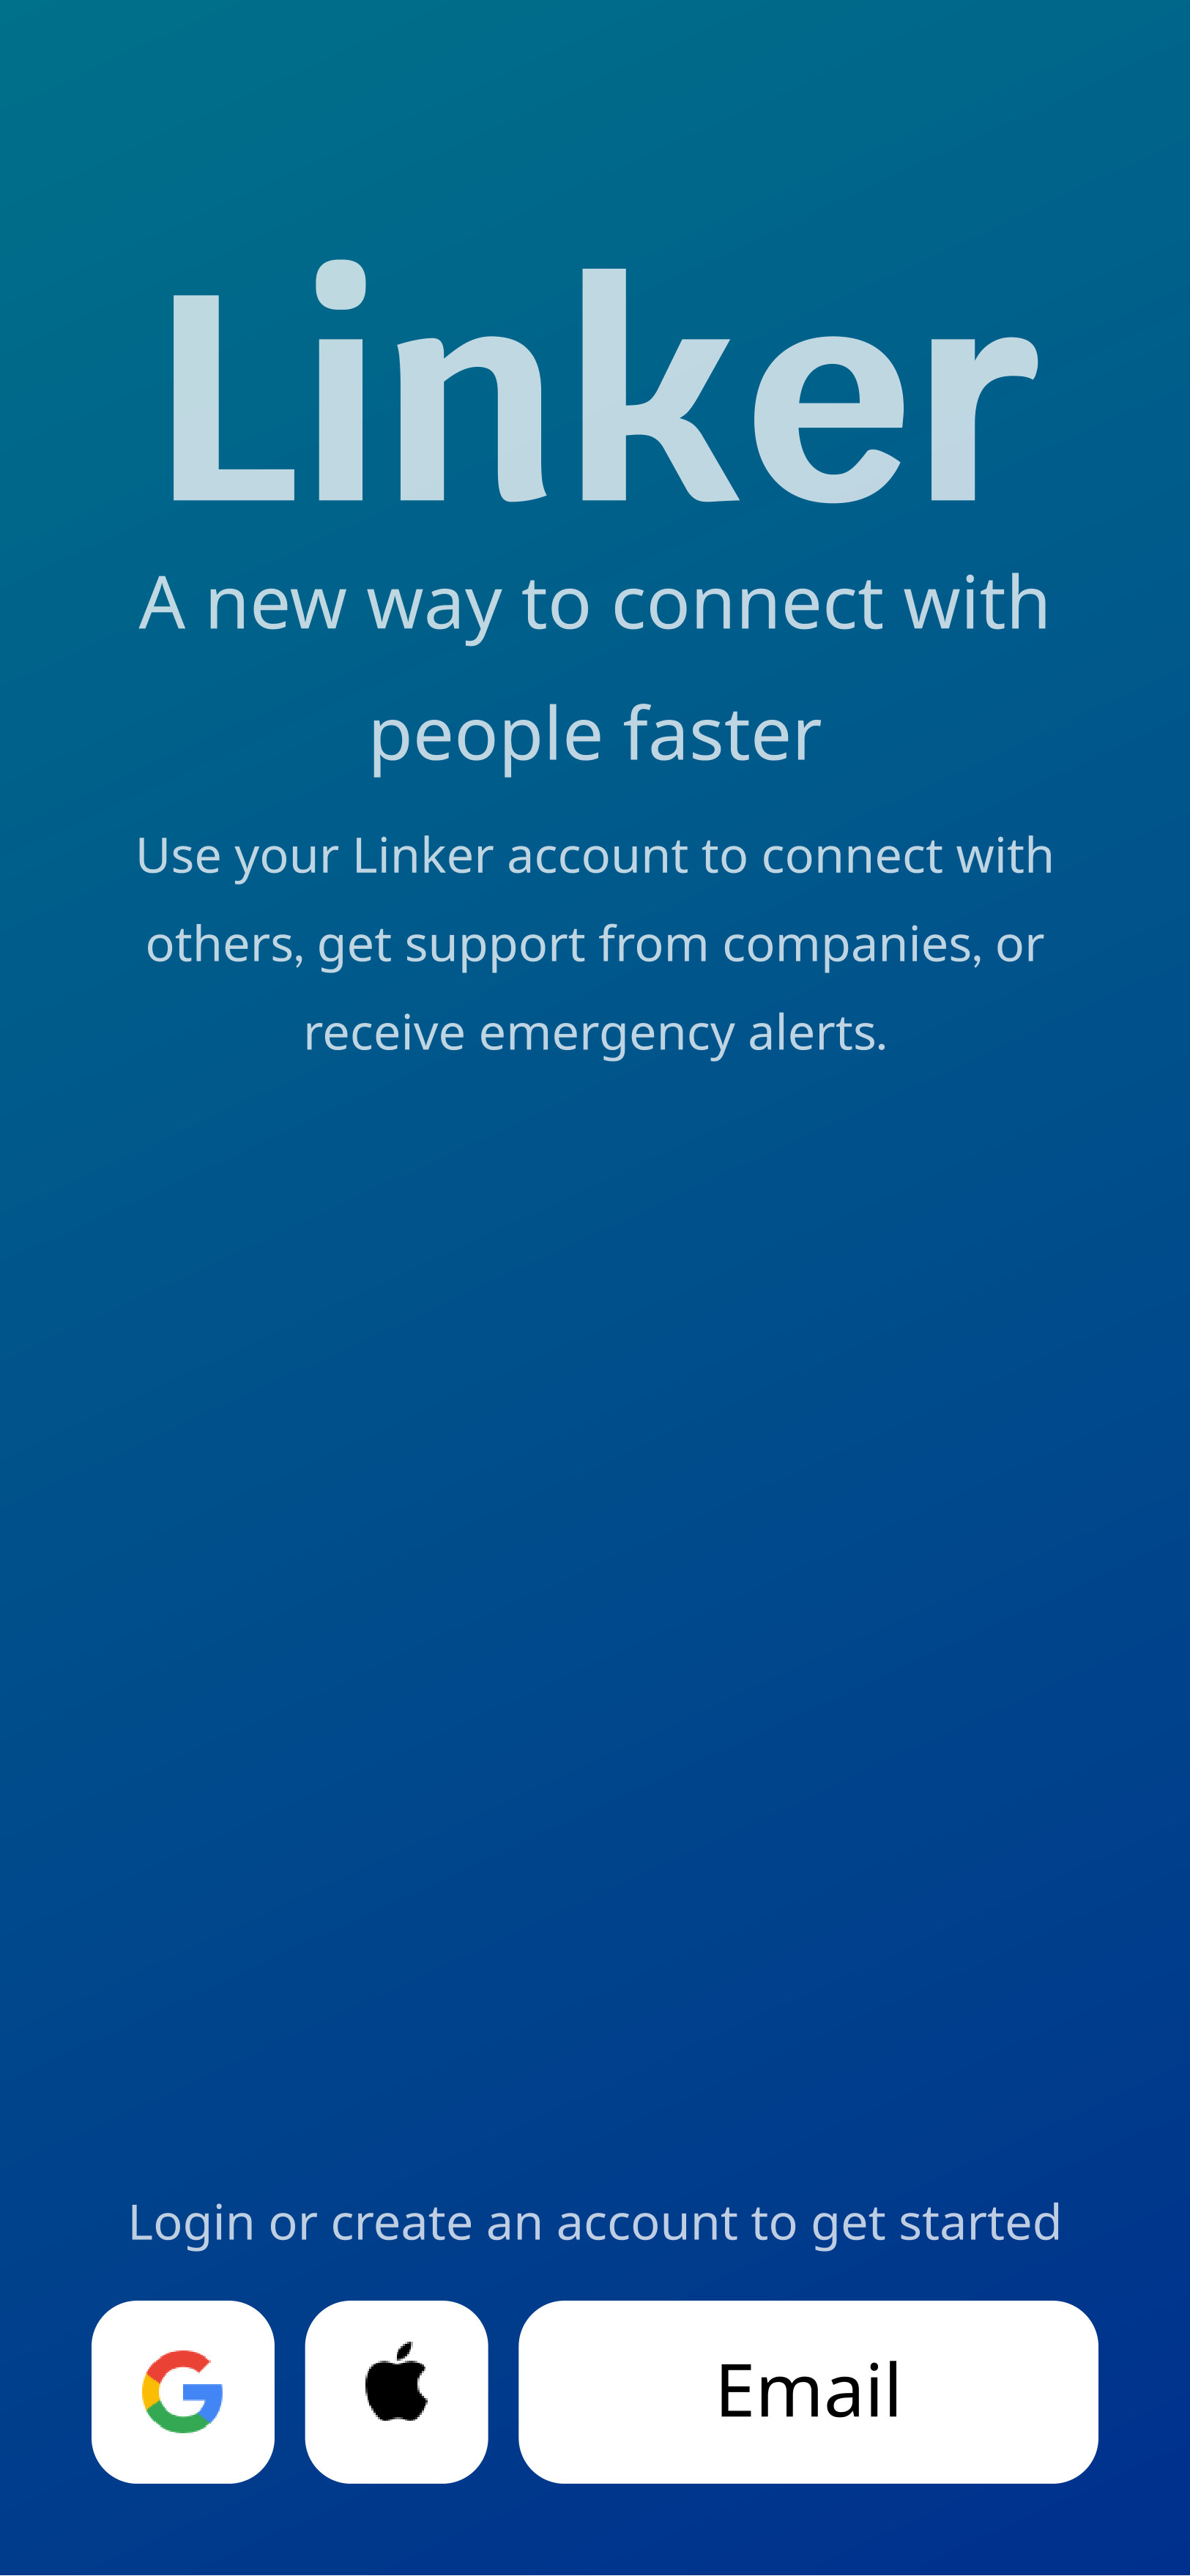 Linker
A new way to connect with
people faster
Use your Linker account to connect with
others, get support from companies, or
receive emergency alerts.
Login or create an account to get started
Email